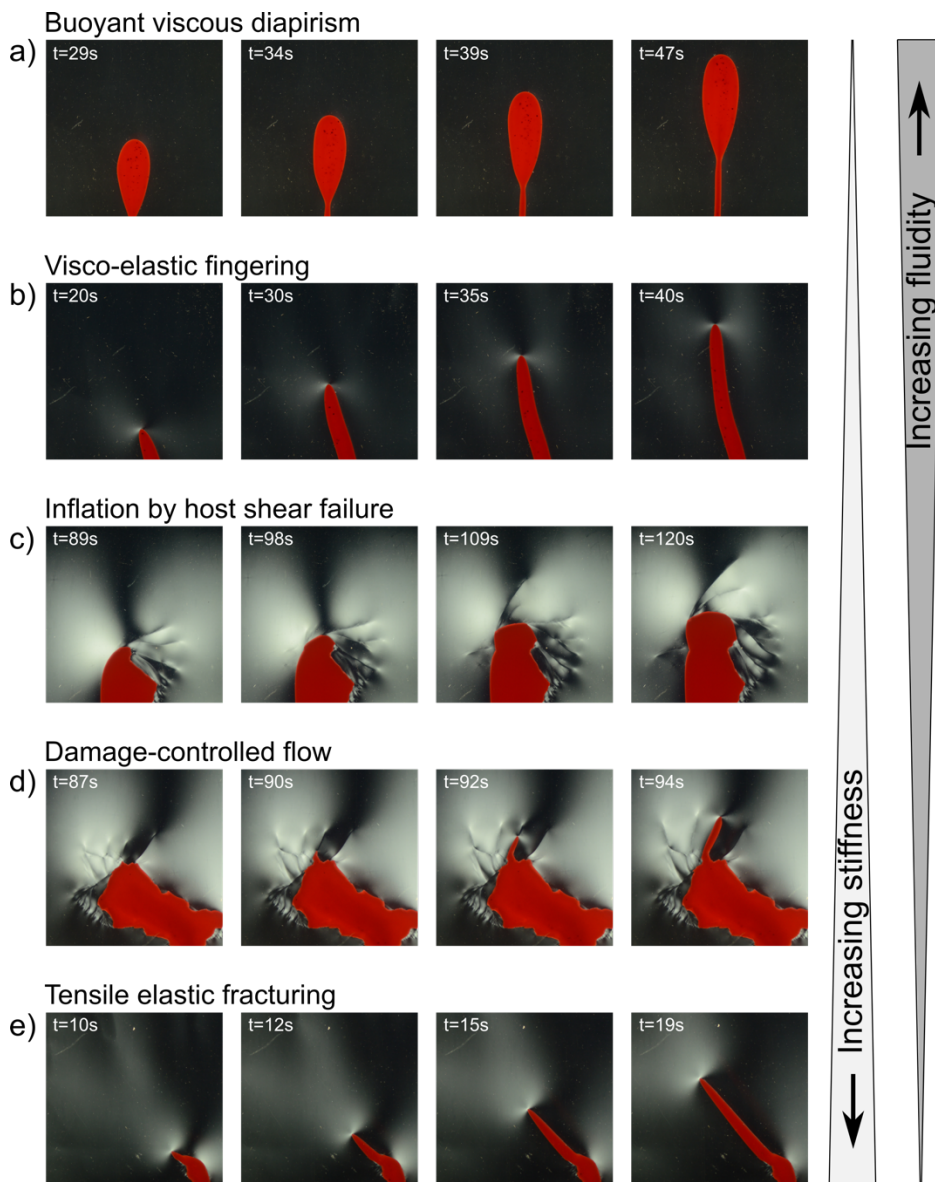 Buoyant viscous diapirism
a)
t=29s
t=34s
t=39s
t=47s
Visco-elastic fingering
b)
t=20s
t=30s
t=35s
t=40s
Inflation by host shear failure
c)
t=89s
t=98s
t=109s
t=120s
Damage-controlled flow
d)
t=87s
t=90s
t=92s
t=94s
Tensile elastic fracturing
e)
t=10s
t=12s
t=15s
t=19s
Increasing stiffness
Increasing fluidity